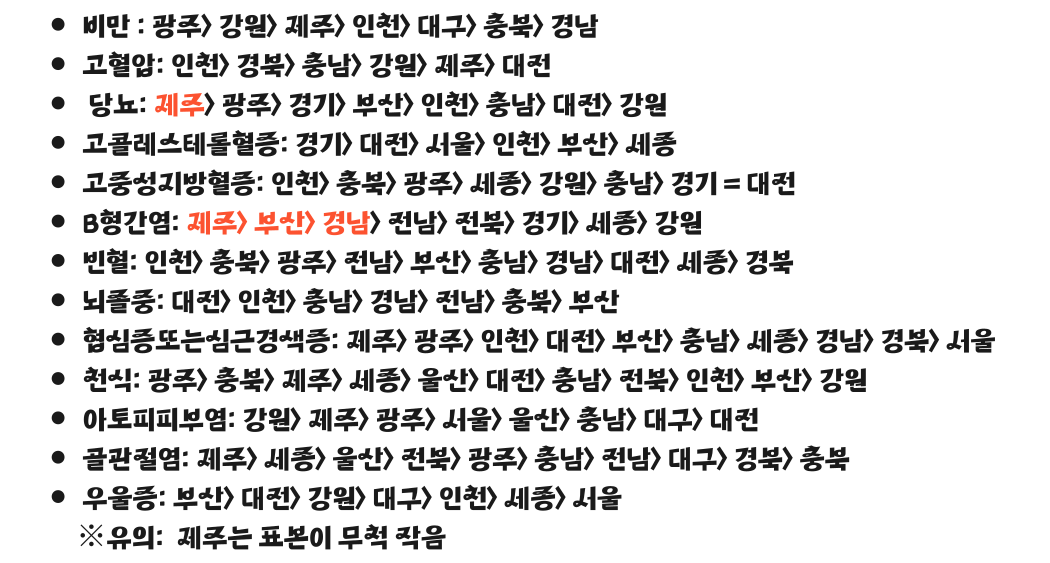 • 비만 : 광주> 강원> 제주> 인천> 대구> 충북> 경남
• 고혈압: 인천> 경북> 충남> 강원> 제주> 대전
• 당뇨: 제주> 광주> 경기> 부산> 인천> 충남> 대전> 강원
• 고콜레스테롤혈증: 경기> 대전> 서울> 인천> 부산> 세종
• 고중성지방혈증: 인천> 충북> 광주> 세종> 강원> 충남> 경기 = 대전
• B형간염: 제주> 부산> 경남> 전남> 전북> 경기> 세종> 강원
• 빈혈: 인천> 충북> 광주> 전남> 부산> 충남> 경남> 대전> 세종> 경북
• 뇌졸중: 대전> 인천> 충남> 경남> 전남> 충북> 부산
• 협심증또는심근경색증: 제주> 광주> 인천> 대전> 부산> 충남> 세종> 경남> 경북> 서울
• 천식: 광주> 충북> 제주> 세종> 울산> 대전> 충남> 전북> 인천> 부산> 강원
• 아토피피부염: 강원> 제주> 광주> 서울> 울산> 충남> 대구> 대전
• 골관절염: 제주> 세종> 울산> 전북> 광주> 충남> 전남> 대구> 경북> 충북
• 우울증: 부산> 대전> 강원> 대구> 인천> 세종> 서울
※유의: 제주는 표본이 무척 작음